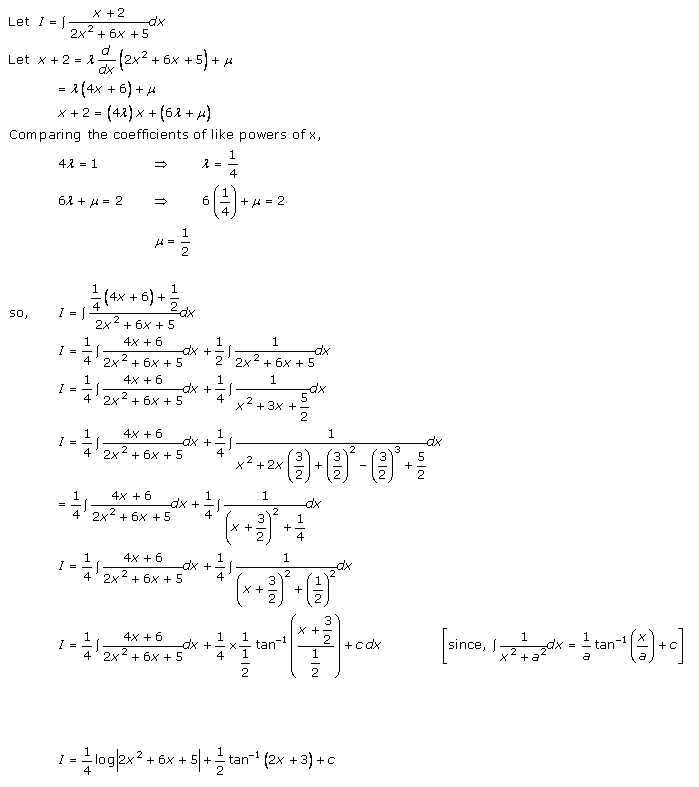 Let I = ∫ (x + 2)/(2x² + 6x + 5) dx
Let x + 2 = λ d/dx (2x² + 6x + 5) + μ
= λ(4x + 6) + μ
x + 2 = (4λ)x + (6λ + μ)
Comparing the coefficients of like powers of x,
4λ = 1 ⇒ λ = 1/4
6λ + μ = 2 ⇒ 6(1/4) + μ = 2
μ = 1/2
so, I = ∫ (1/4 (4x + 6) + 1/2)/(2x² + 6x + 5) dx
I = 1/4 ∫ (4x + 6)/(2x² + 6x + 5) dx + 1/2 ∫ 1/(2x² + 6x + 5) dx
I = 1/4 ∫ (4x + 6)/(2x² + 6x + 5) dx + 1/4 ∫ 1/(x² + 3x + 5/2) dx
I = 1/4 ∫ (4x + 6)/(2x² + 6x + 5) dx + 1/4 ∫ 1/(x² + 2x(3/2) + (3/2)² − (3/2)³ + 5/2) dx
= 1/4 ∫ (4x + 6)/(2x² + 6x + 5) dx + 1/4 ∫ 1/((x + 3/2)² + 1/4) dx
I = 1/4 ∫ (4x + 6)/(2x² + 6x + 5) dx + 1/4 ∫ 1/((x + 3/2)² + (1/2)²) dx
I = 1/4 ∫ (4x + 6)/(2x² + 6x + 5) dx + 1/4 × 1/(1/2) tan⁻¹((x + 3/2)/(1/2)) + c dx [since, ∫ 1/(x² + a²) dx = 1/a tan⁻¹(x/a) + c]
I = 1/4 log|2x² + 6x + 5| + 1/2 tan⁻¹(2x + 3) + c